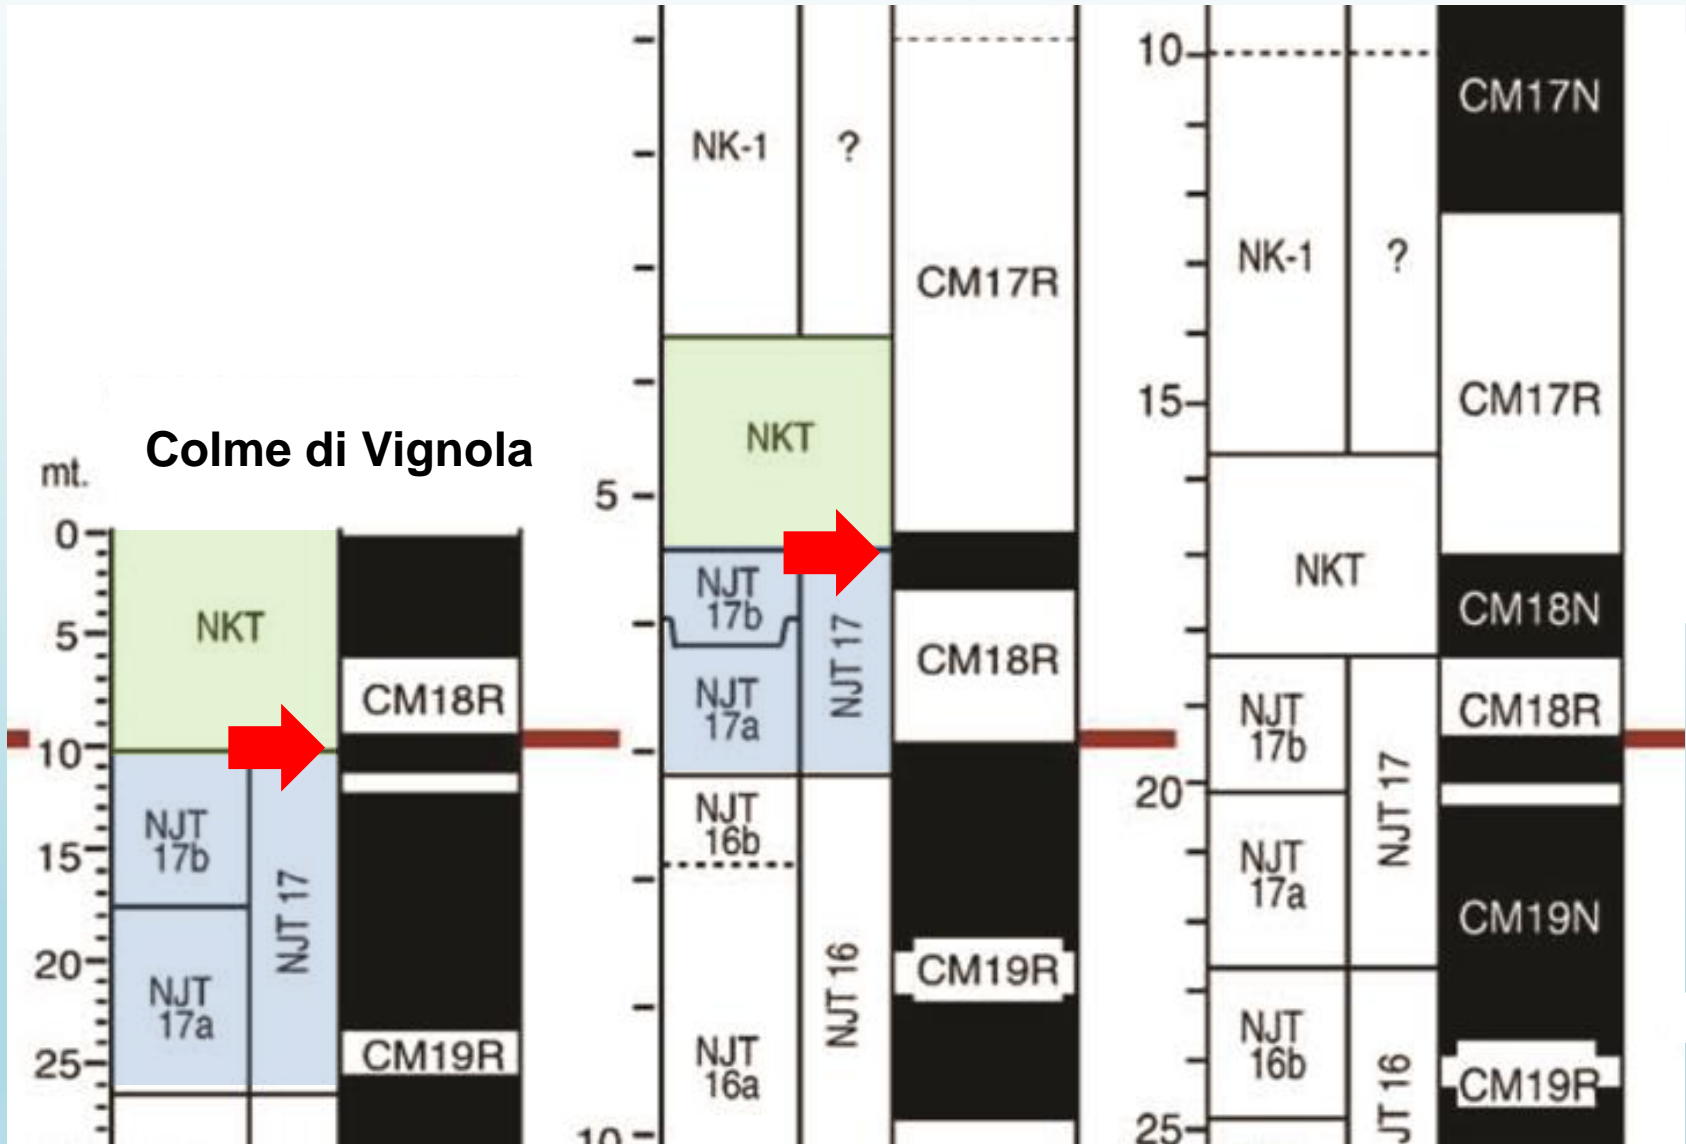 Colme di Vignola
mt.
0
5
10
15
20
25
NKT
NJT
17b
NJT
17a
NJT 17
CM18R
CM19R
5
NK-1
?
NKT
NJT
17b
NJT
17a
NJT 17
NJT
16b
NJT
16a
NJT 16
CM17R
CM18R
CM19R
10
10
15
20
25
NK-1
?
NKT
NJT
17b
NJT
17a
NJT 17
NJT
16b
JT 16
CM17N
CM17R
CM18N
CM18R
CM19N
CM19R